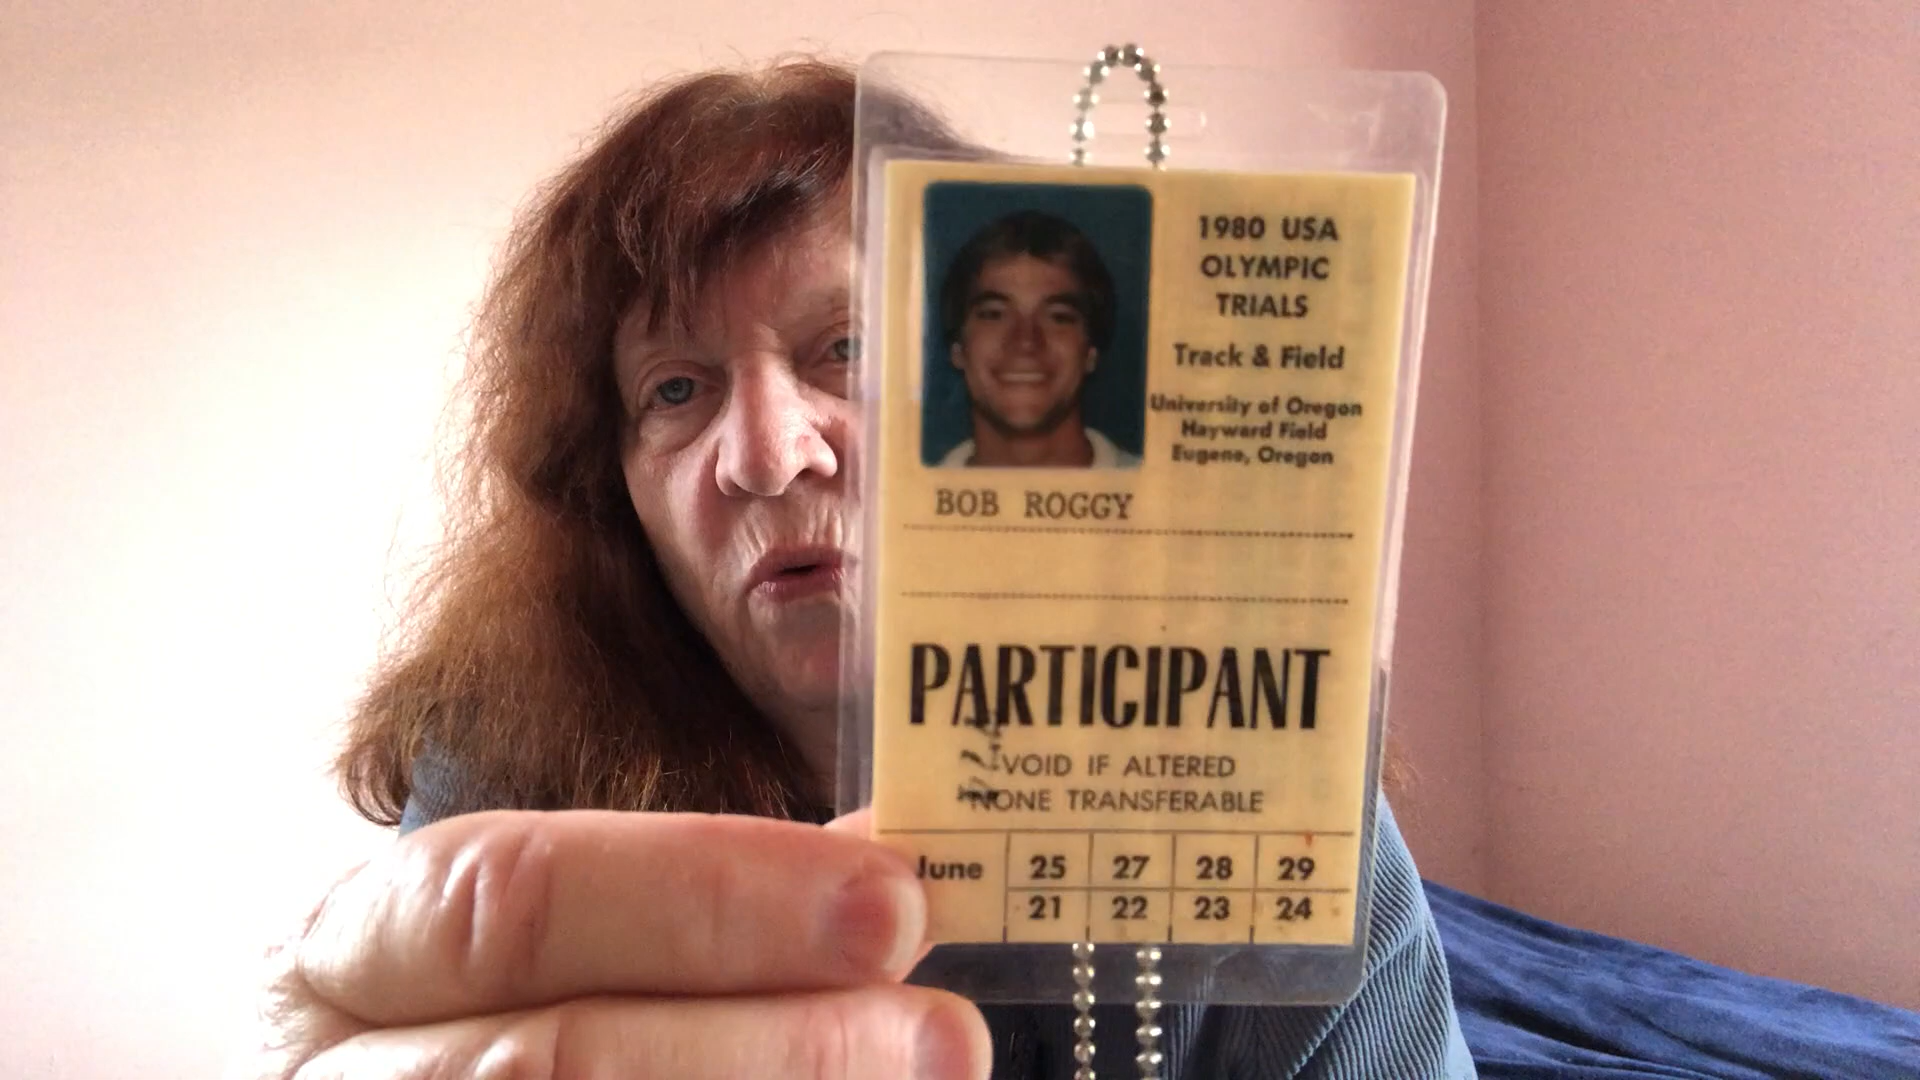 1980 USA
OLYMPIC
TRIALS
Track & Field
University of Oregon
Hayward Field
Eugene, Oregon
BOB ROGGY
PARTICIPANT
VOID IF ALTERED
NONE TRANSFERABLE
June 25 27 28 29
21 22 23 24